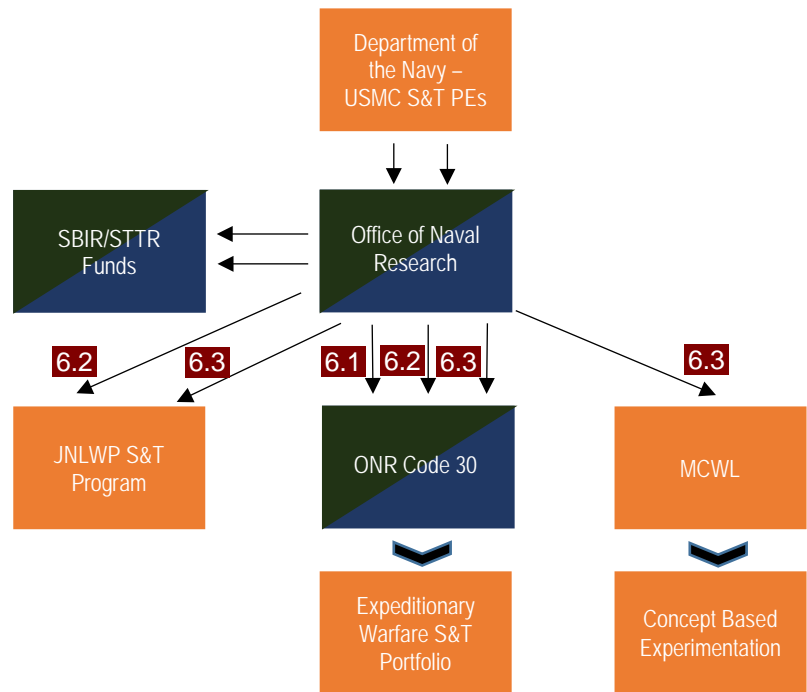 Department of
the Navy –
USMC S&T PEs
SBIR/STTR
Funds
Office of Naval
Research
6.2
6.3
6.1
6.2
6.3
6.3
JNLWP S&T
Program
ONR Code 30
MCWL
Expeditionary
Warfare S&T
Portfolio
Concept Based
Experimentation